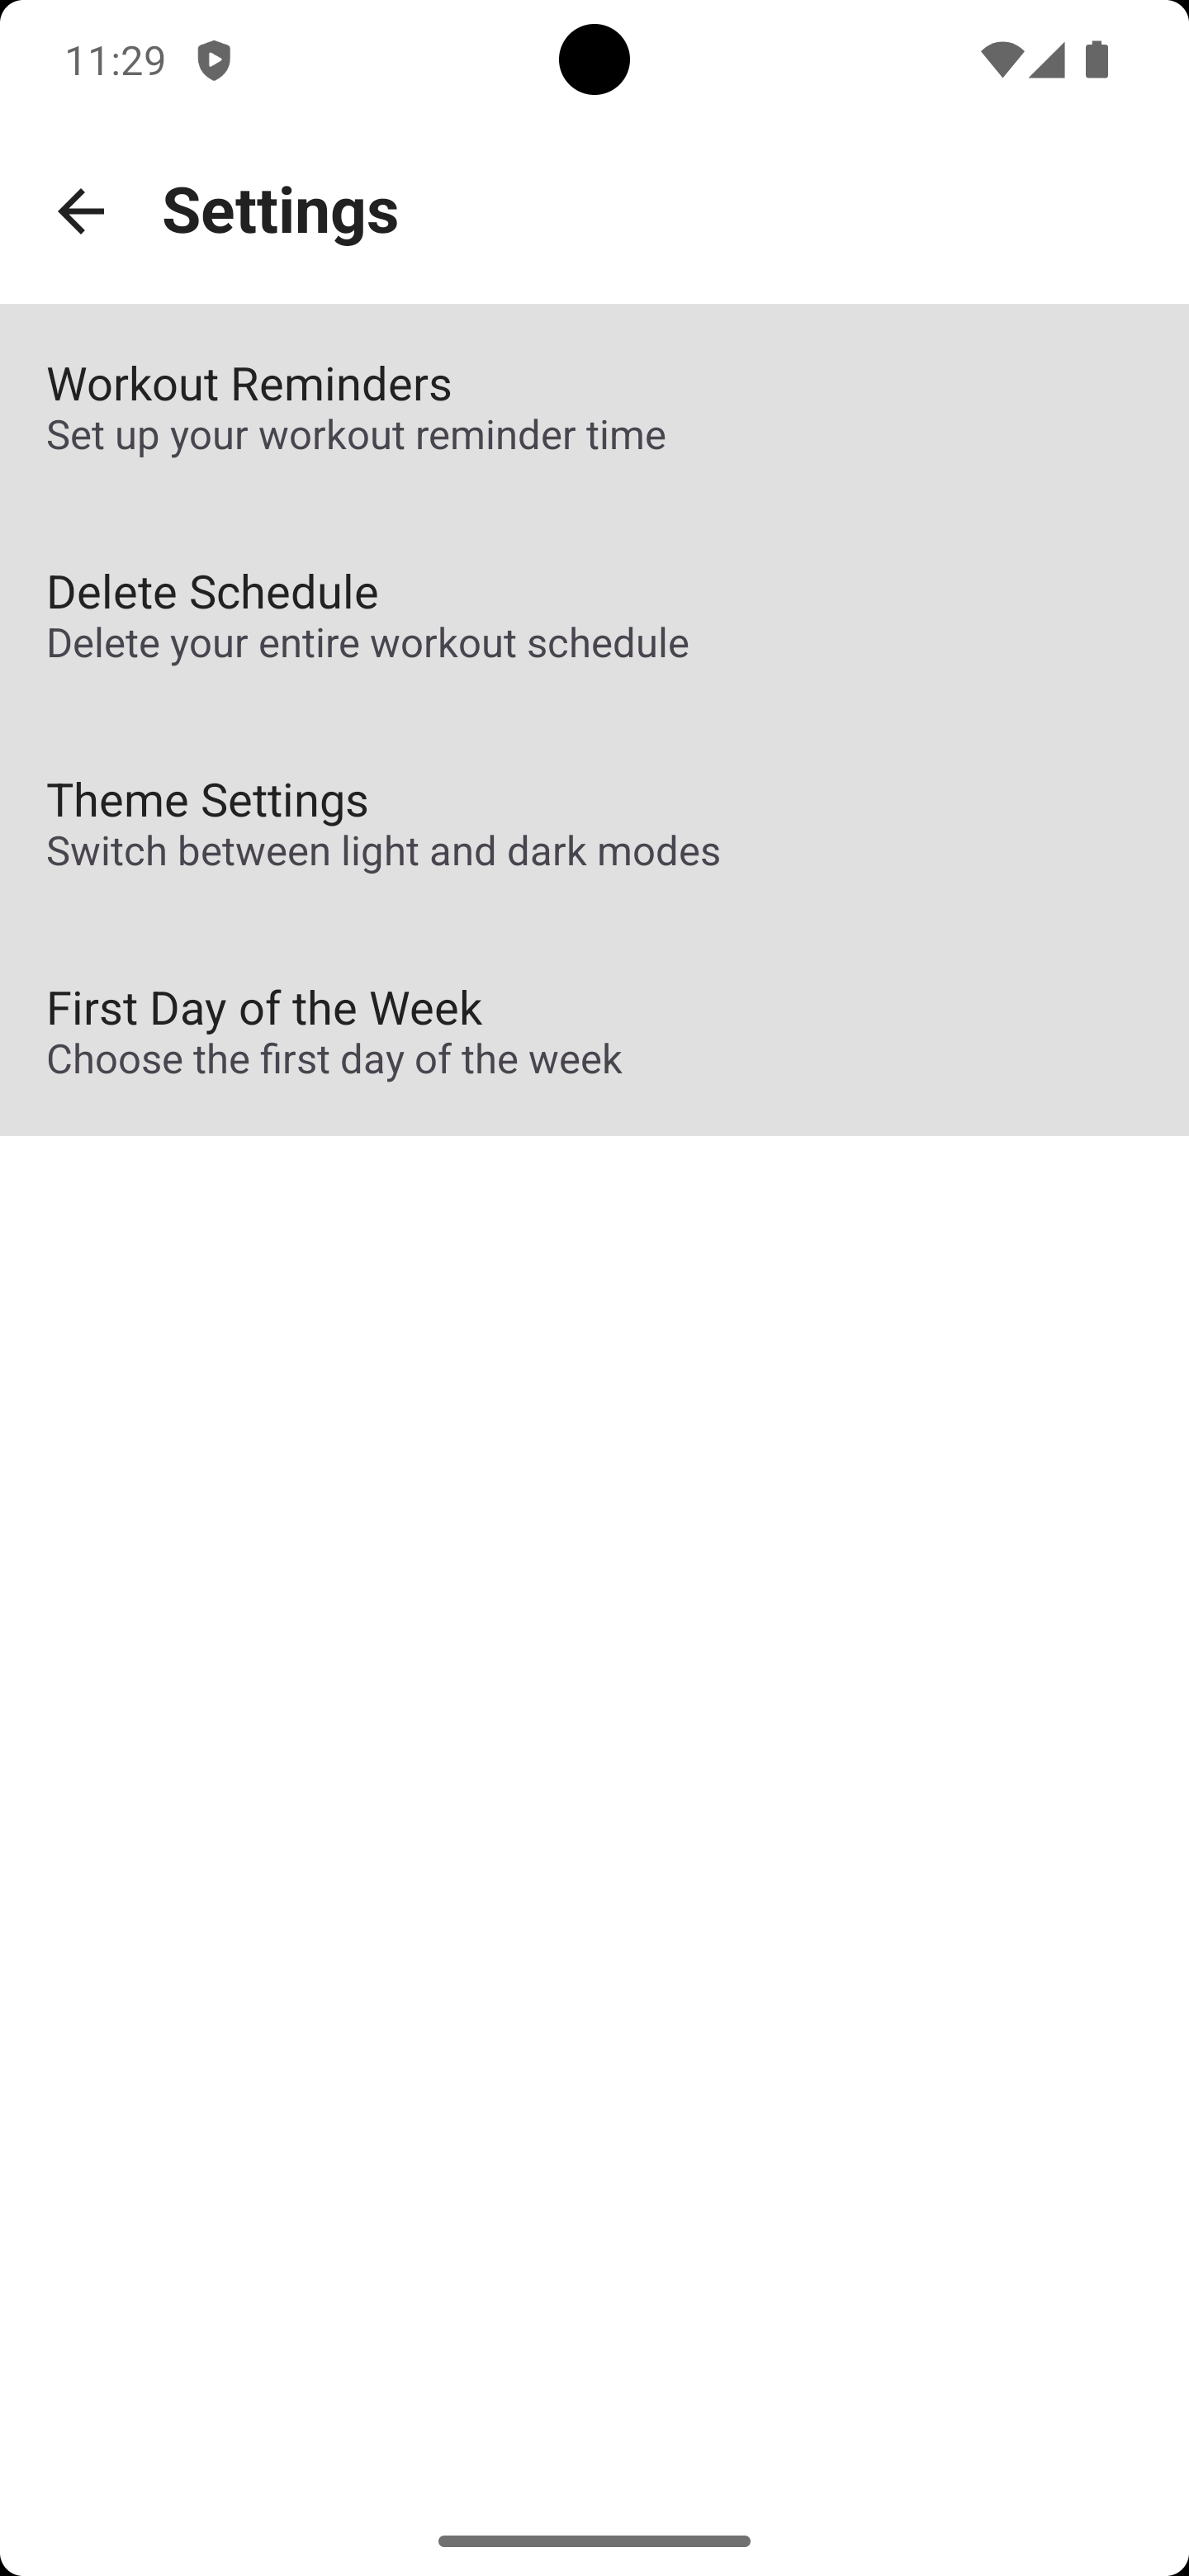 11:29
Settings
Workout Reminders
Set up your workout reminder time
Delete Schedule
Delete your entire workout schedule
Theme Settings
Switch between light and dark modes
First Day of the Week
Choose the first day of the week